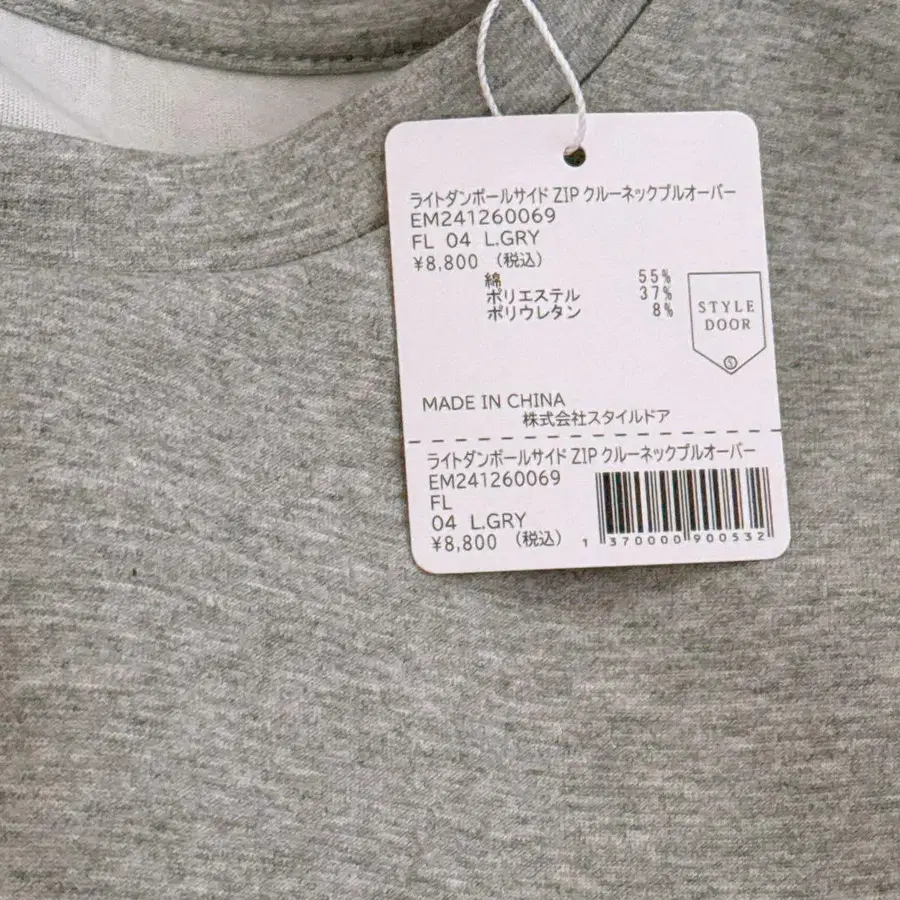 ライトダンボールサイド ZIP クルーネックプルオーバー
EM241260069
FL 04 L.GRY
¥8,800 (税込)
綿 55%
ポリエステル 37%
ポリウレタン 8%
STYLE
DOOR
S
MADE IN CHINA
株式会社スタイルドア
ライトダンボールサイド ZIP クルーネックプルオーバー
EM241260069
FL
04 L.GRY
¥8,800 (税込)
1 370000 900532